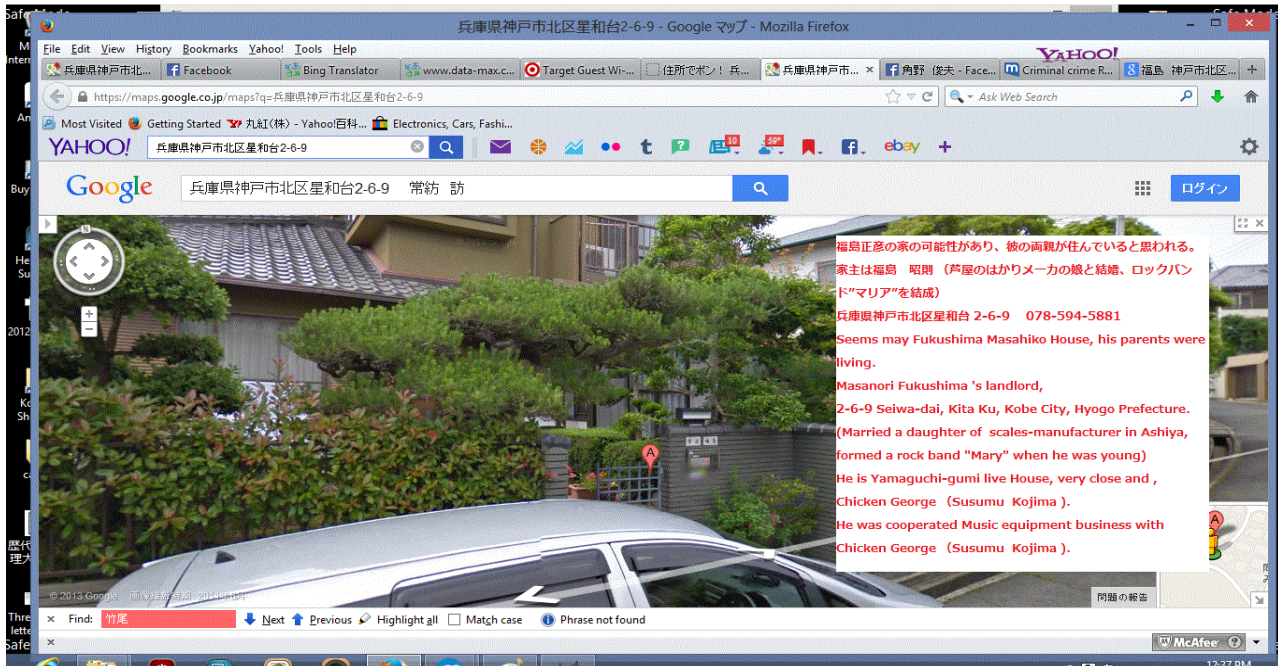 Safe Mode
兵庫県神戸市北区星和台2-6-9 - Google マップ - Mozilla Firefox
File Edit View History Bookmarks Yahoo! Tools Help
YAHOO!
兵庫県神戸市北...
Facebook
Bing Translator
www.data-max.c...
Target Guest Wi-...
住所でポン！ 兵...
兵庫県神戸市...
角野 俊夫 - Face...
Criminal crime R...
福島 神戸市北区...
https://maps.google.co.jp/maps?q=兵庫県神戸市北区星和台2-6-9
Ask Web Search
Most Visited Getting Started 丸紅(株) - Yahoo!百科... Electronics, Cars, Fashi...
YAHOO! 兵庫県神戸市北区星和台2-6-9
10
59°
ebay
Google 兵庫県神戸市北区星和台2-6-9 常紡 訪
ログイン
N
福島正彦の家の可能性があり、彼の両親が住んでいると思われる。
家主は福島 昭則 （芦屋のはかりメーカの娘と結婚、ロックバン
ド”マリア”を結成）
兵庫県神戸市北区星和台 2-6-9 078-594-5881
Seems may Fukushima Masahiko House, his parents were
living.
Masanori Fukushima 's landlord,
2-6-9 Seiwa-dai, Kita Ku, Kobe City, Hyogo Prefecture.
(Married a daughter of scales-manufacturer in Ashiya,
formed a rock band "Mary" when he was young)
He is Yamaguchi-gumi live House, very close and ,
Chicken George （Susumu Kojima ).
He was cooperated Music equipment business with
Chicken George （Susumu Kojima ).
A
A
© 2013 Google
問題の報告
Find: 竹尾 Next Previous Highlight all Match case Phrase not found
McAfee
12:37 PM